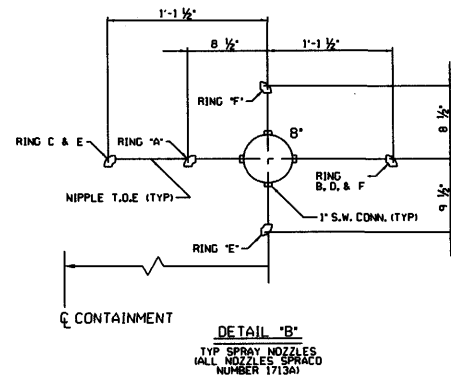 1'-1 ½"
8 ½"
1'-1 ½"
RING "F"
8"
8 ½"
RING C & E
RING "A"
RING
B, D, & F
NIPPLE T.O.E (TYP)
9 ½"
1" S.W. CONN. (TYP)
RING "E"
℄ CONTAINMENT
DETAIL "B"
TYP SPRAY NOZZLES
(ALL NOZZLES SPRACO
NUMBER 1713A)